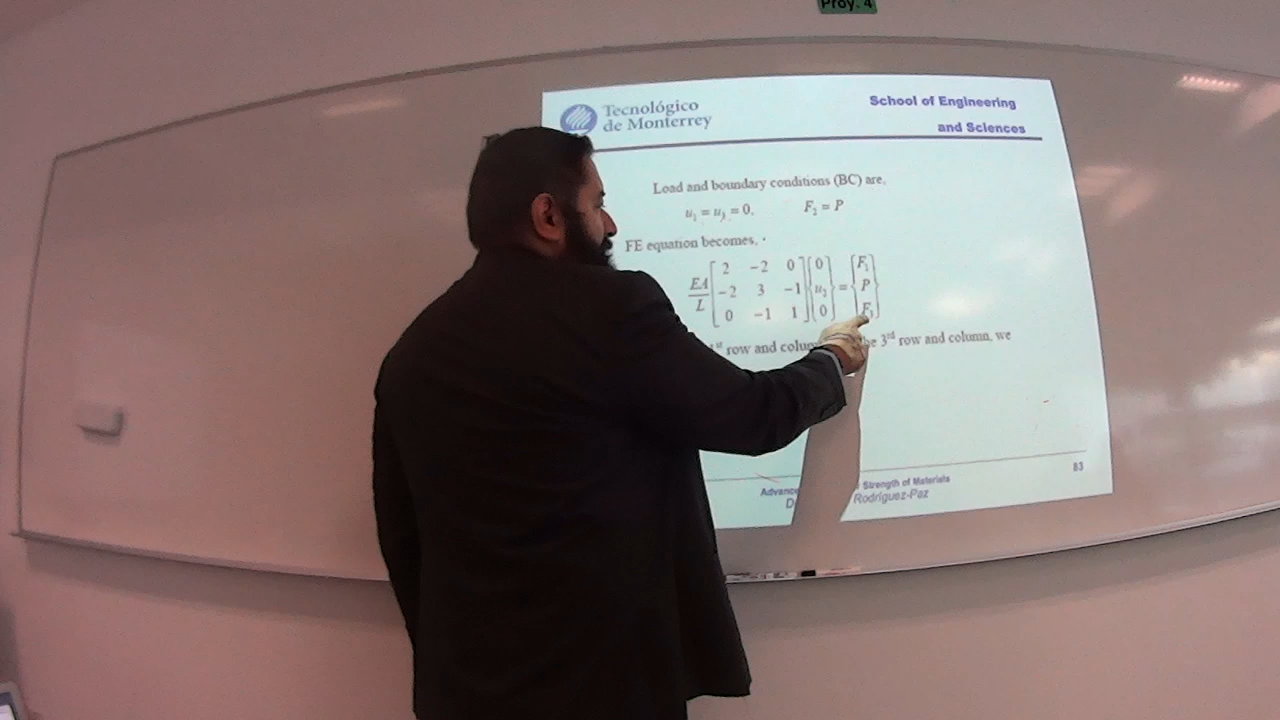 Proy. 4
Tecnológico
de Monterrey
School of Engineering
and Sciences
Load and boundary conditions (BC) are,
u₁ = u₃ = 0, F₂ = P
FE equation becomes,
EA/L [2 −2 0; −2 3 −1; 0 −1 1] {0; u₂; 0} = {F₁; P; F₃}
st row and 3rd row and column, we
83
Strength of Materials
Rodríguez-Paz